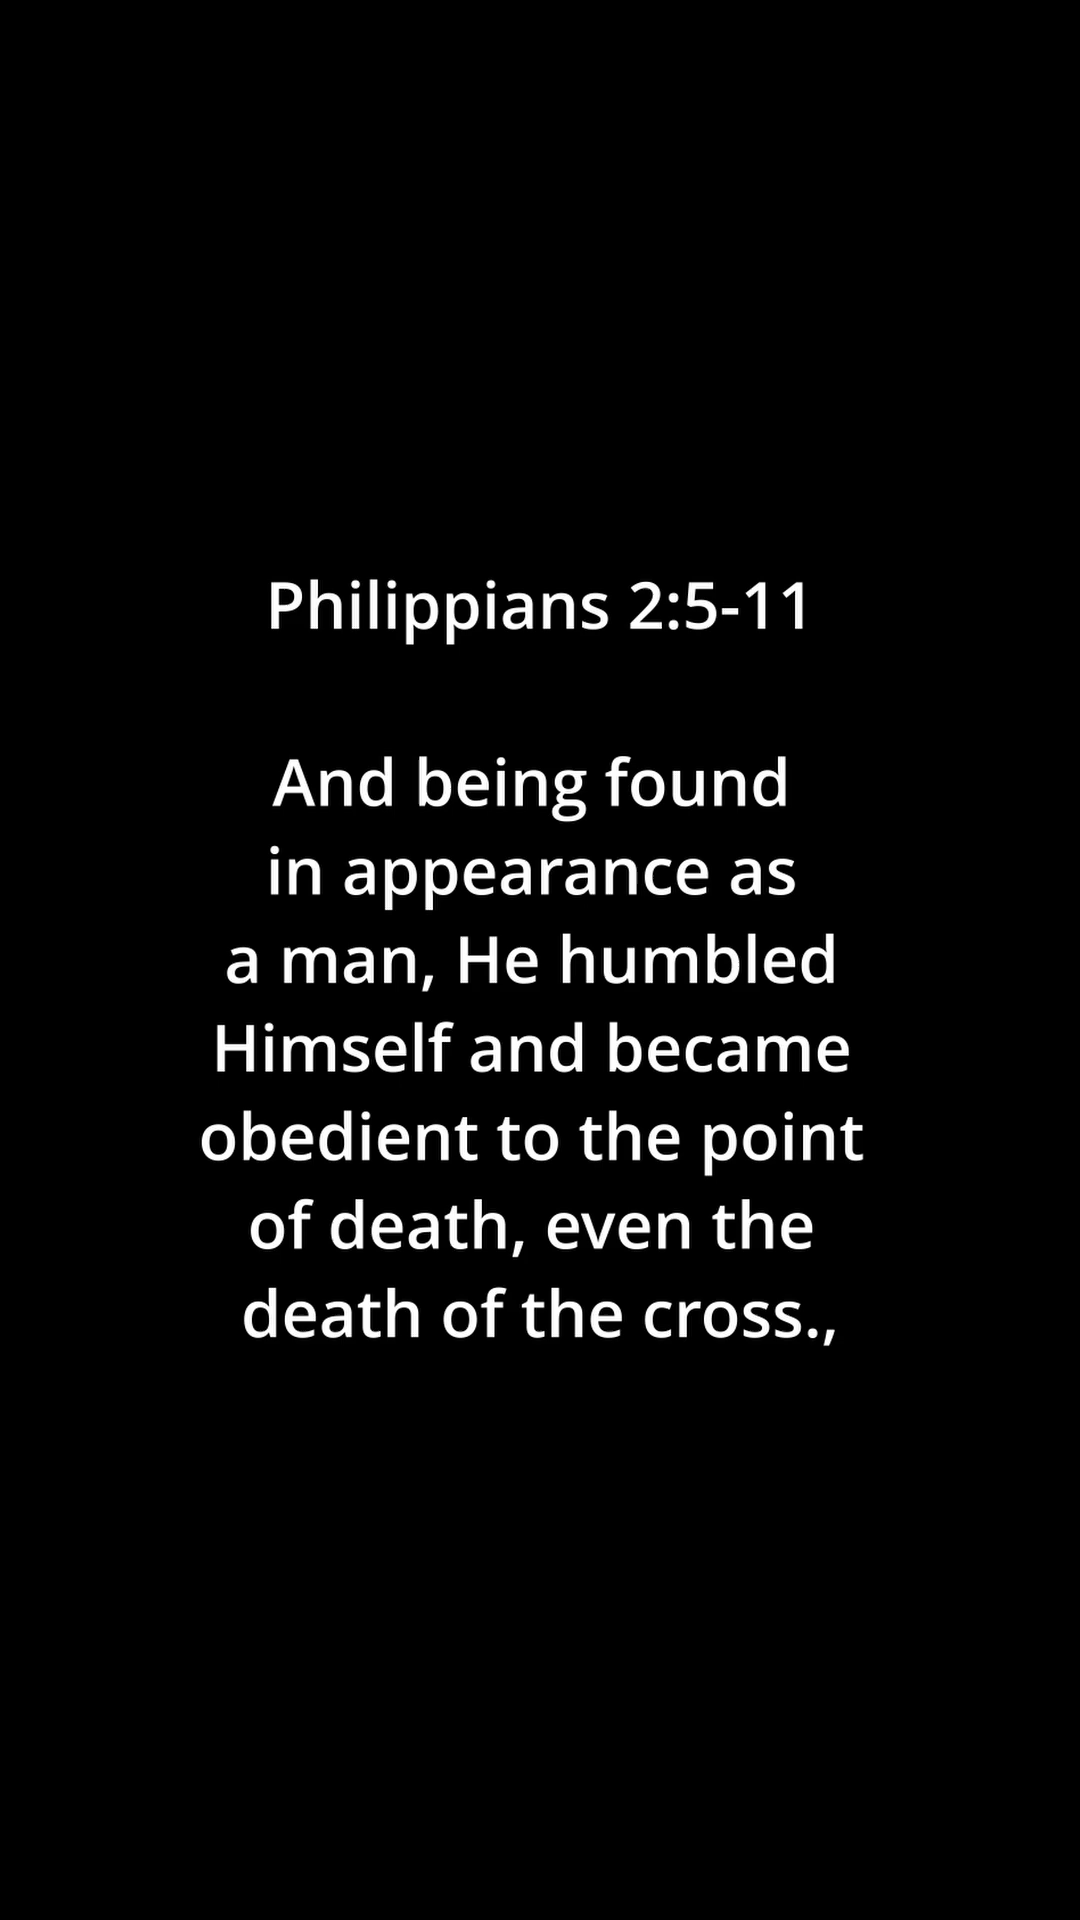 Philippians 2:5-11
And being found
in appearance as
a man, He humbled
Himself and became
obedient to the point
of death, even the
death of the cross.,